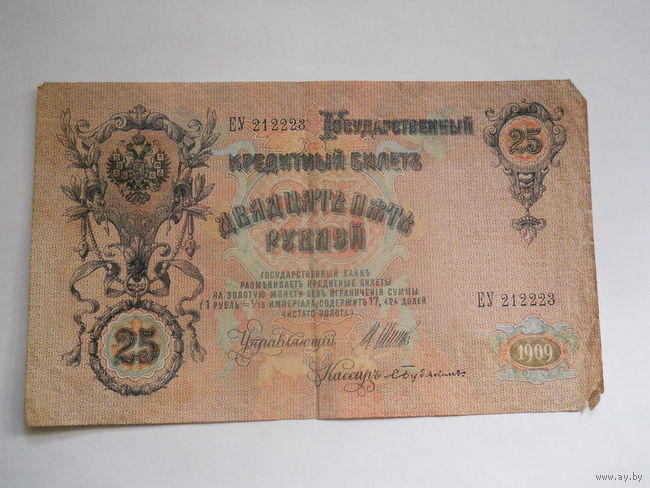 ЕУ 212223 Государственный
25
Кредитный Билетъ
Двадцать пять
рублей
ГОСУДАРСТВЕННЫЙ БАНКЪ
РАЗМѢНИВАЕТЪ КРЕДИТНЫЕ БИЛЕТЫ
НА ЗОЛОТУЮ МОНЕТУ БЕЗЪ ОГРАНИЧЕНІЯ СУММЫ
(1 РУБЛЬ = 1/15 ИМПЕРІАЛА, СОДЕРЖИТЪ 17,424 ДОЛЕЙ
ЧИСТАГО ЗОЛОТА).
ЕУ 212223
25
Управляющій
Кассиръ
1909
www.ay.by